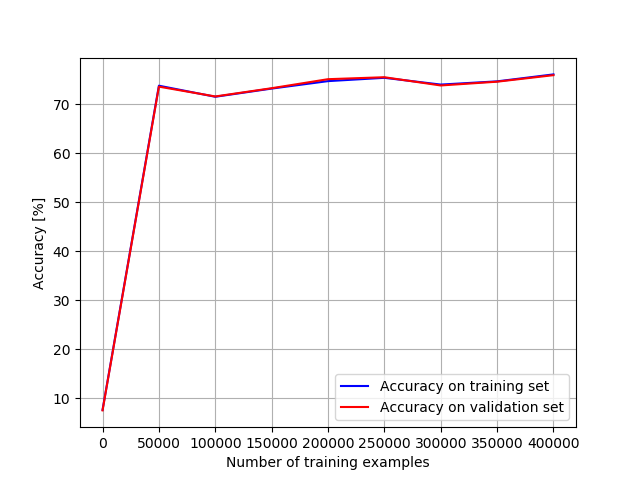 70
60
50
40
30
20
10
Accuracy [%]
Accuracy on training set
Accuracy on validation set
0 50000 100000 150000 200000 250000 300000 350000 400000
Number of training examples